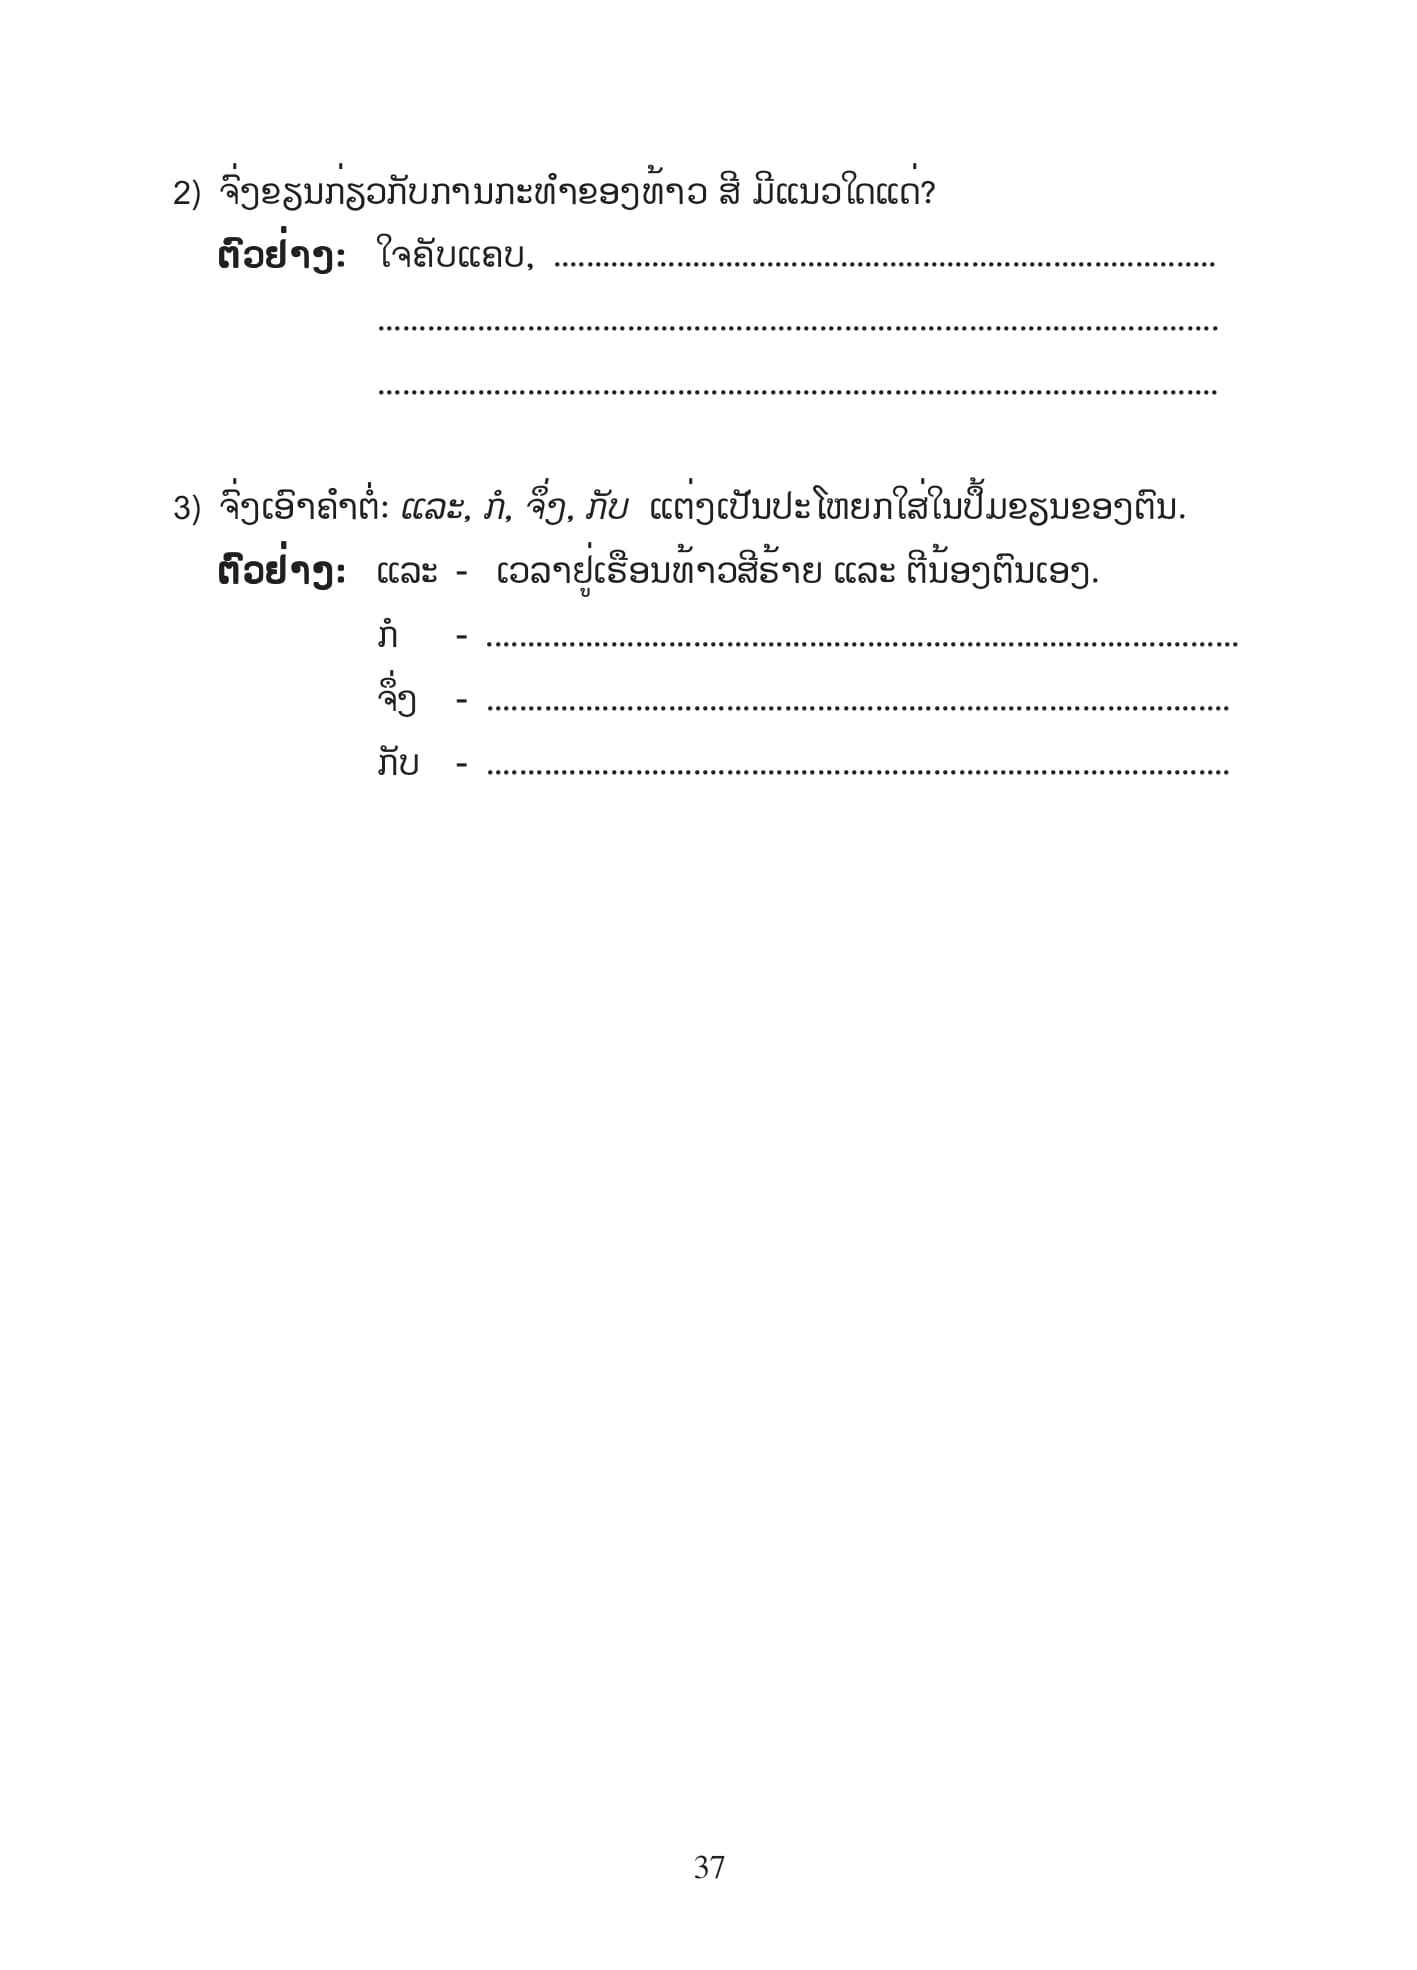 2) ຈົ່ງຂຽນກ່ຽວກັບການກະທຳຂອງທ້າວ ສີ ມີແນວໃດແດ່?
ຕົວຢ່າງ: ໃຈຄັບແຄບ, ................................................................................
................................................................................
................................................................................
3) ຈົ່ງເອົາຄຳຕໍ່: ແລະ, ກໍ, ຈຶ່ງ, ກັບ ແຕ່ງເປັນປະໂຫຍກໃສ່ໃນປຶ້ມຂຽນຂອງຕົນ.
ຕົວຢ່າງ: ແລະ - ເວລາຢູ່ເຮືອນທ້າວສີຮ້າຍ ແລະ ຕີນ້ອງຕົນເອງ.
ກໍ - ................................................................................
ຈຶ່ງ - ................................................................................
ກັບ - ................................................................................
37